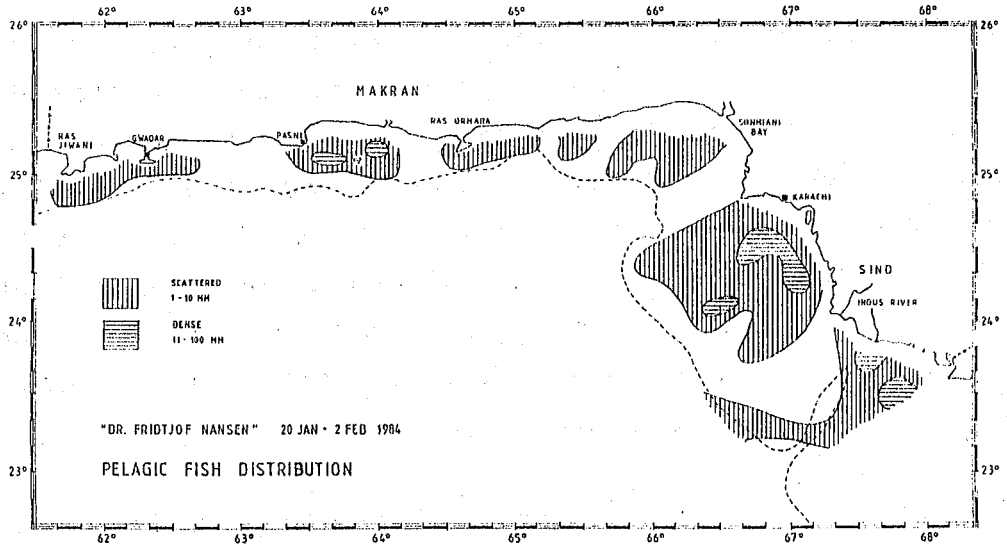 62° 63° 64° 65° 66° 67° 68°
26° 26°
MAKRAN
RAS ORMARA
SONMIANI
BAY
RAS
JIWANI
GWADAR
PASNI
25° 25°
KARACHI
SIND
INDUS RIVER
SCATTERED
1-10 MM
DENSE
11-100 MM
24° 24°
"DR. FRIDTJOF NANSEN" 20 JAN - 2 FEB 1984
PELAGIC FISH DISTRIBUTION
23° 23°
62° 63° 64° 65° 66° 67° 68°